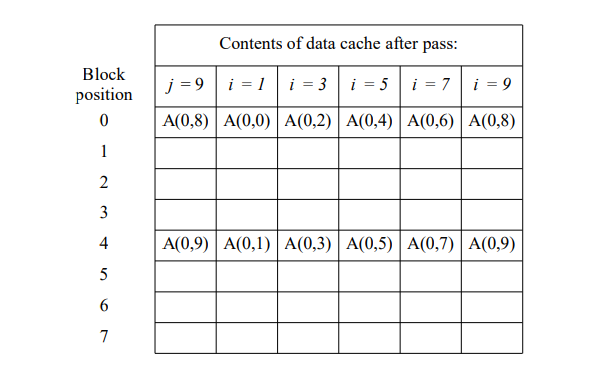 Contents of data cache after pass:
Block position j = 9 i = 1 i = 3 i = 5 i = 7 i = 9
0 A(0,8) A(0,0) A(0,2) A(0,4) A(0,6) A(0,8)
1
2
3
4 A(0,9) A(0,1) A(0,3) A(0,5) A(0,7) A(0,9)
5
6
7